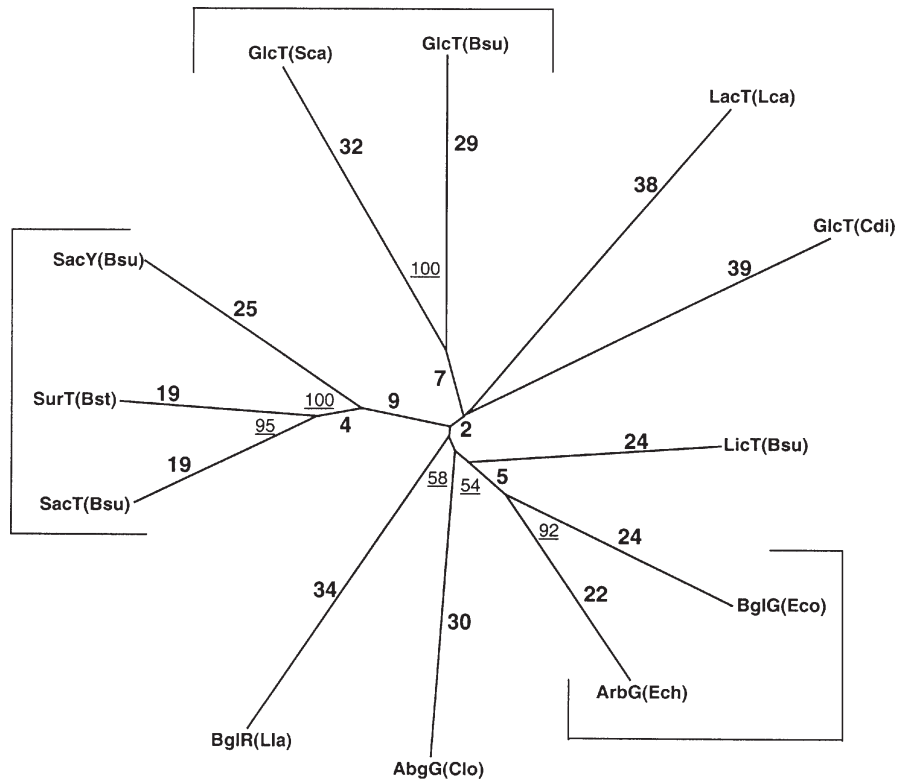 GlcT(Sca)
GlcT(Bsu)
LacT(Lca)
32
29
38
GlcT(Cdi)
SacY(Bsu)
100
39
25
7
SurT(Bst)
19
100
9
4
95
2
24
LicT(Bsu)
19
58
54
5
SacT(Bsu)
92
24
34
30
22
BglG(Eco)
ArbG(Ech)
BglR(Lla)
AbgG(Clo)